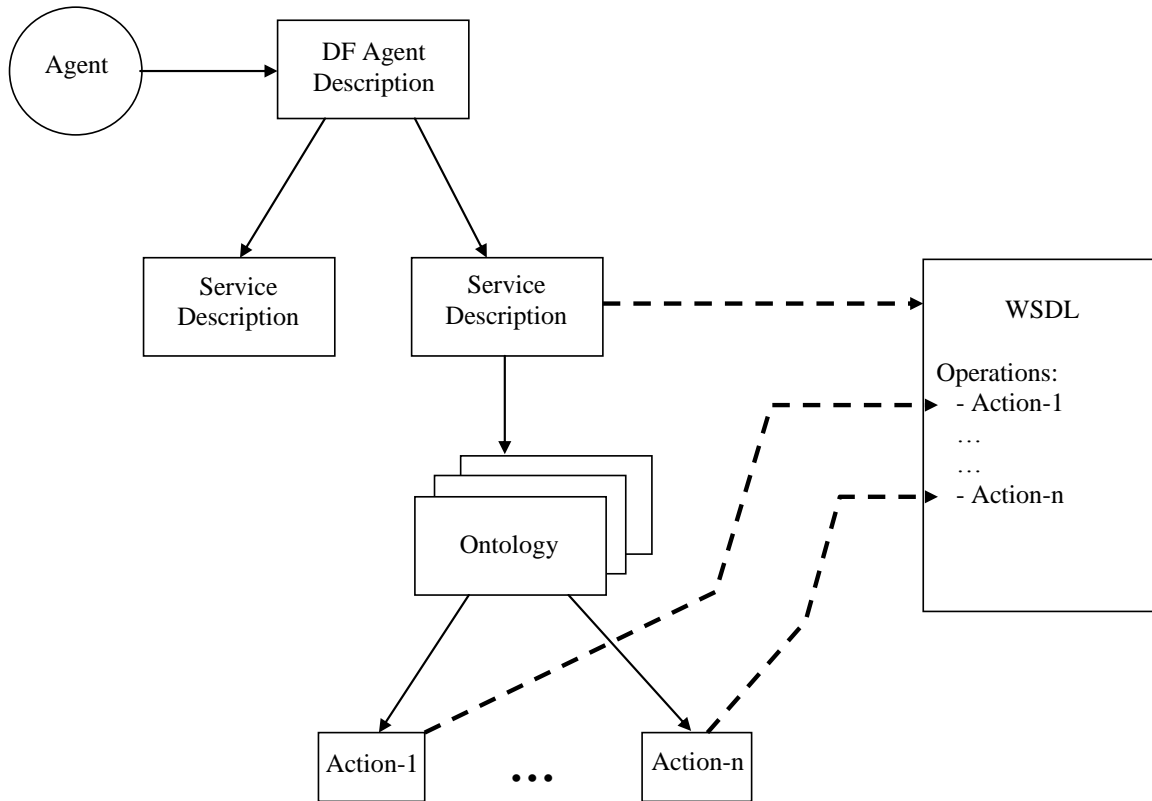 Agent
DF Agent
Description
Service
Description
Service
Description
WSDL
Operations:
- Action-1
…
…
- Action-n
Ontology
Action-1
...
Action-n